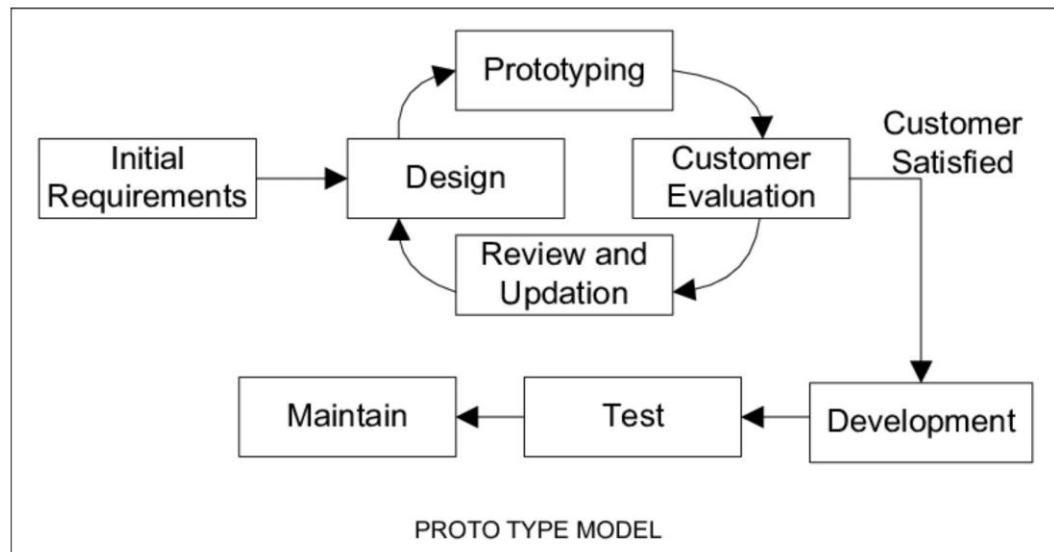 Prototyping
Initial
Requirements
Design
Customer
Evaluation
Customer
Satisfied
Review and
Updation
Maintain
Test
Development
PROTO TYPE MODEL